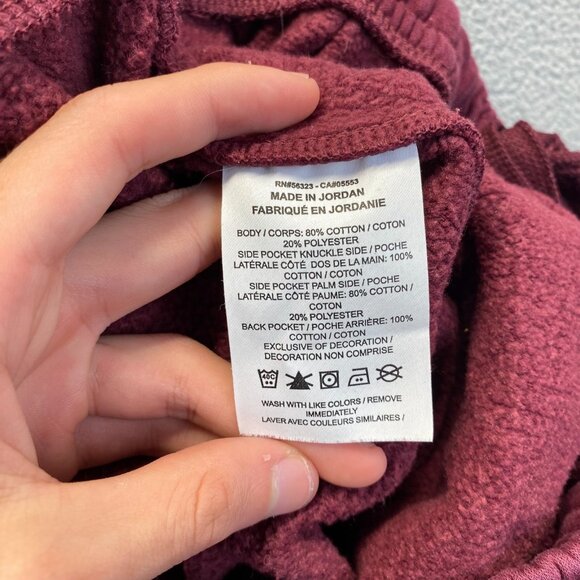 RN#56323 - CA#05553
MADE IN JORDAN
FABRIQUÉ EN JORDANIE
BODY / CORPS: 80% COTTON / COTON
20% POLYESTER
SIDE POCKET KNUCKLE SIDE / POCHE
LATÉRALE CÔTÉ DOS DE LA MAIN: 100%
COTTON / COTON
SIDE POCKET PALM SIDE / POCHE
LATÉRALE CÔTÉ PAUME: 80% COTTON /
COTON
20% POLYESTER
BACK POCKET / POCHE ARRIÈRE: 100%
COTTON / COTON
EXCLUSIVE OF DECORATION /
DECORATION NON COMPRISE
40C
WASH WITH LIKE COLORS / REMOVE
IMMEDIATELY
LAVER AVEC COULEURS SIMILAIRES /